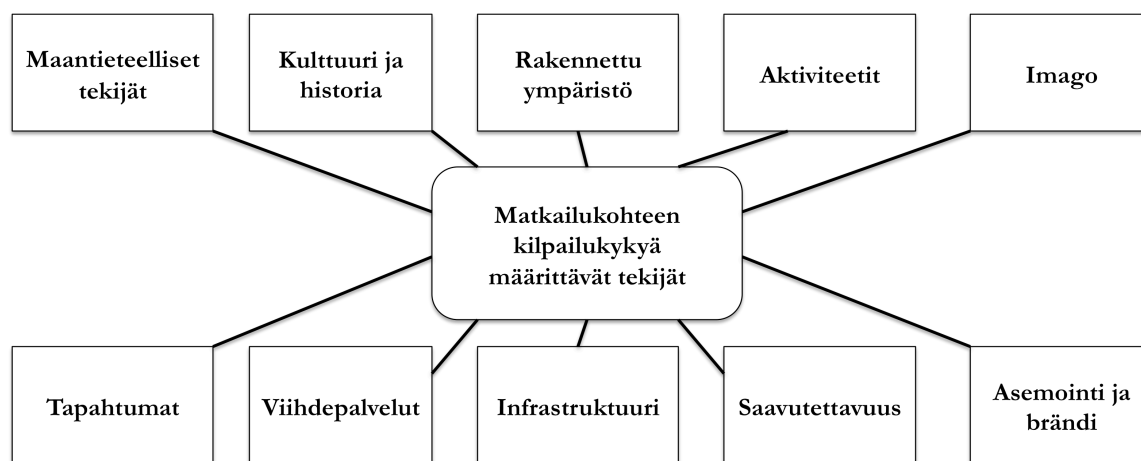 Maantieteelliset
tekijät
Kulttuuri ja
historia
Rakennettu
ympäristö
Aktiviteetit
Imago
Matkailukohteen
kilpailukykyä
määrittävät tekijät
Tapahtumat
Viihdepalvelut
Infrastruktuuri
Saavutettavuus
Asemointi ja
brändi